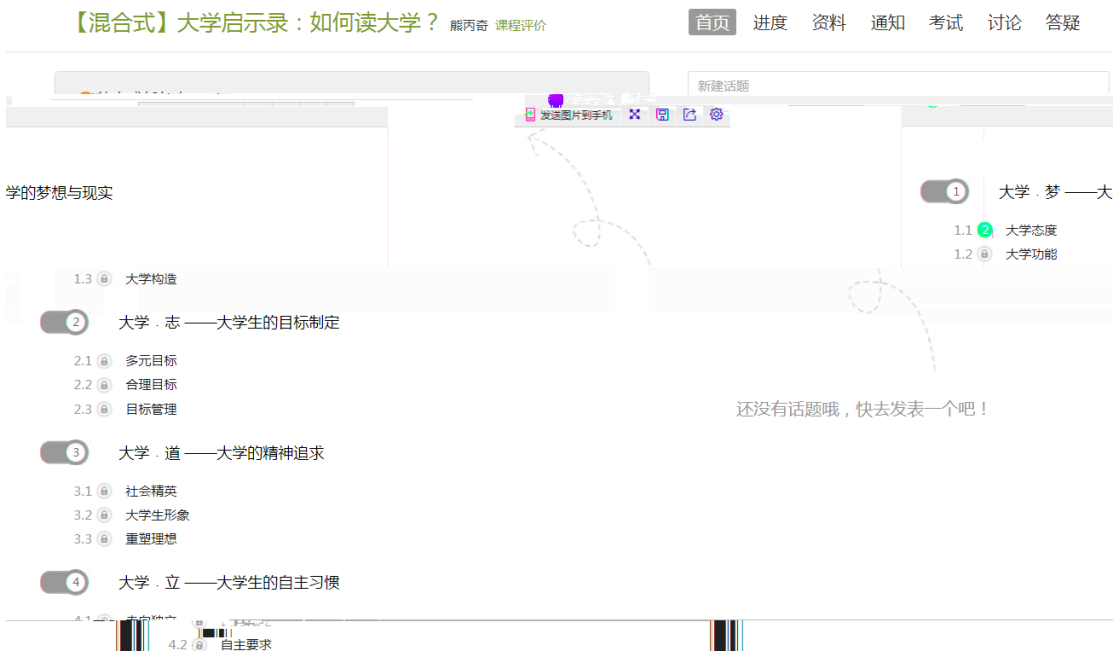 【混合式】大学启示录：如何读大学？ 熊丙奇 课程评价
首页 进度 资料 通知 考试 讨论 答疑
新建话题
发送图片到手机
学的梦想与现实
1 大学．梦 ——大
1.1 2 大学态度
1.2 大学功能
1.3 大学构造
2 大学．志 ——大学生的目标制定
2.1 多元目标
2.2 合理目标
2.3 目标管理
还没有话题哦，快去发表一个吧！
3 大学．道 ——大学的精神追求
3.1 社会精英
3.2 大学生形象
3.3 重塑理想
4 大学．立 ——大学生的自主习惯
4.2 自主要求